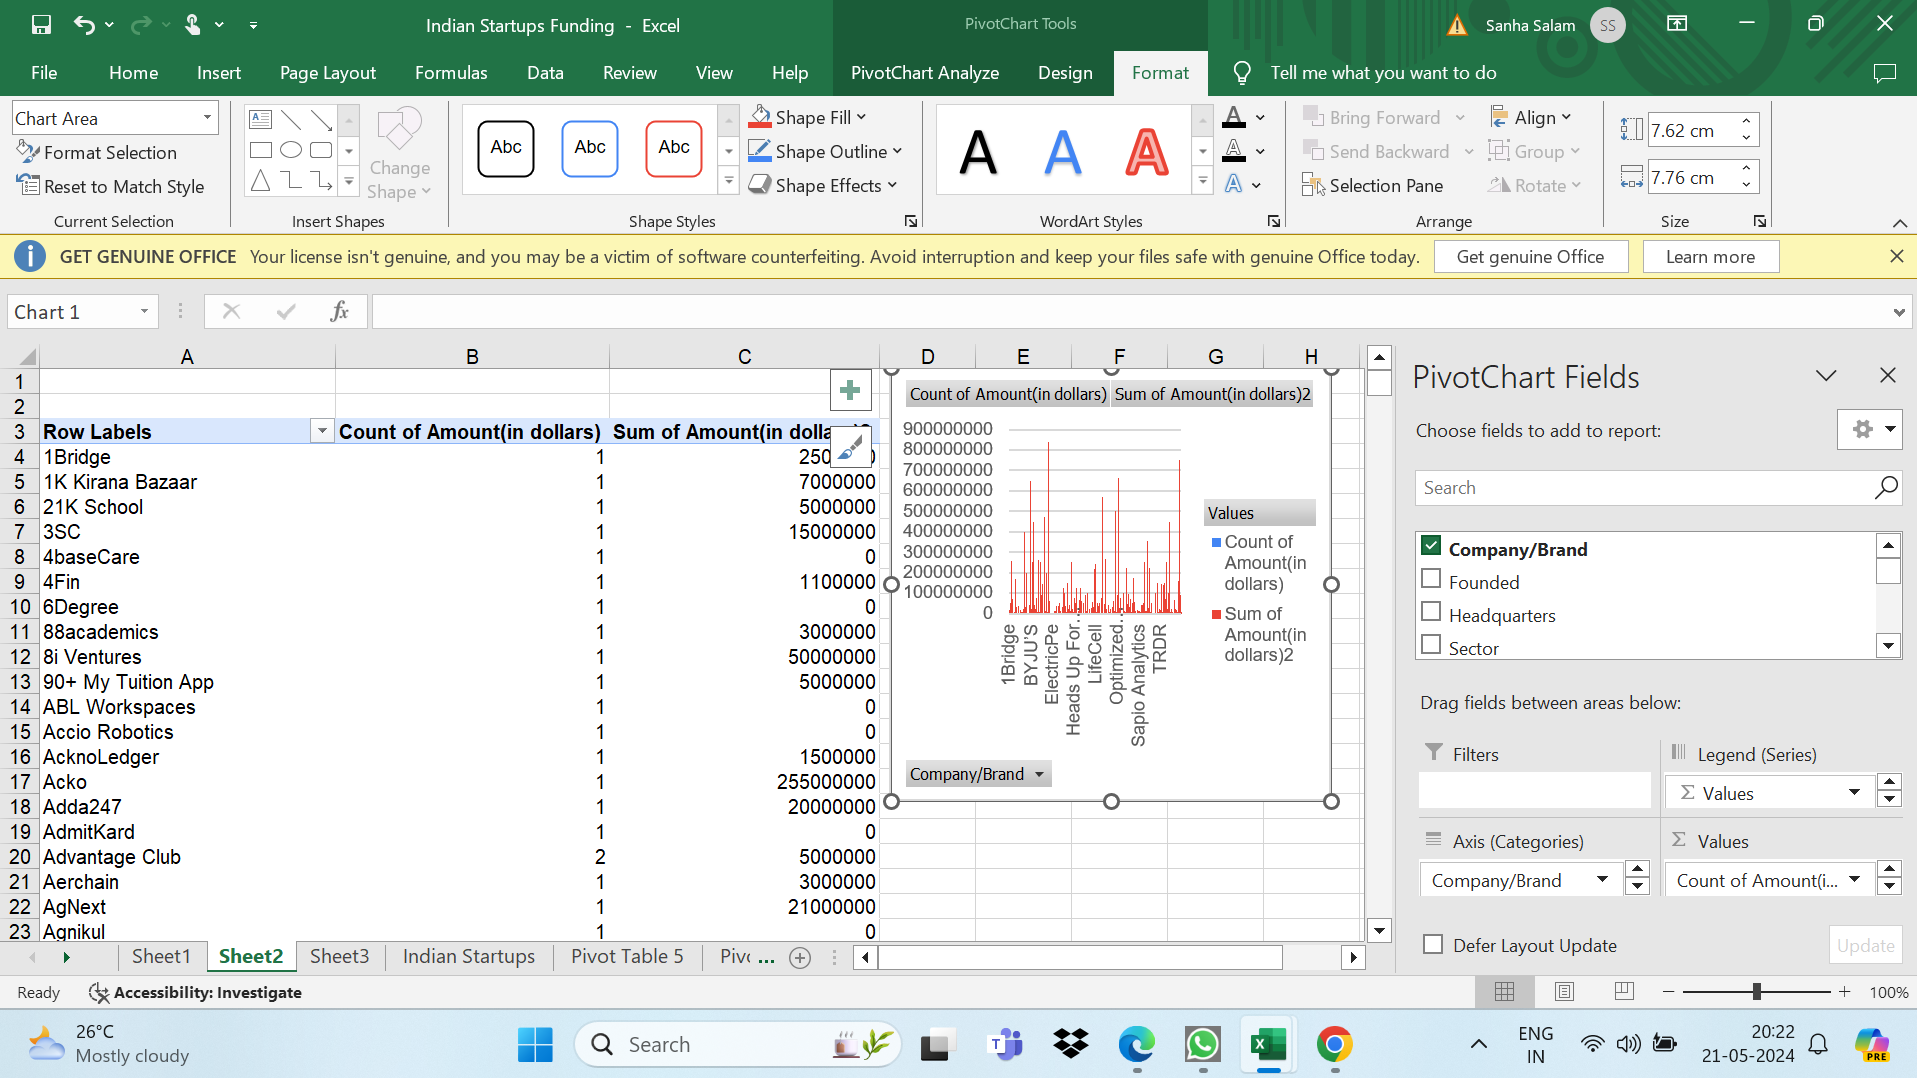 Indian Startups Funding - Excel
PivotChart Tools
Sanha Salam
SS
File Home Insert Page Layout Formulas Data Review View Help PivotChart Analyze Design Format Tell me what you want to do
Chart Area
Format Selection
Reset to Match Style
Current Selection
Change
Shape
Insert Shapes
Abc Abc Abc
Shape Fill
Shape Outline
Shape Effects
Shape Styles
A A A
WordArt Styles
Bring Forward
Send Backward
Selection Pane
Align
Group
Rotate
Arrange
7.62 cm
7.76 cm
Size
GET GENUINE OFFICE Your license isn't genuine, and you may be a victim of software counterfeiting. Avoid interruption and keep your files safe with genuine Office today. Get genuine Office Learn more
Chart 1
fx
A B C D E F G H
1
2
3 Row Labels Count of Amount(in dollars)
4 1Bridge 1
5 1K Kirana Bazaar 1 7000000
6 21K School 1 5000000
7 3SC 1 15000000
8 4baseCare 1 0
9 4Fin 1 1100000
10 6Degree 1 0
11 88academics 1 3000000
12 8i Ventures 1 50000000
13 90+ My Tuition App 1 5000000
14 ABL Workspaces 1 0
15 Accio Robotics 1 0
16 AcknoLedger 1 1500000
17 Acko 1 255000000
18 Adda247 1 20000000
19 AdmitKard 1 0
20 Advantage Club 2 5000000
21 Aerchain 1 3000000
22 AgNext 1 21000000
23 Agnikul 1 0
Count of Amount(in dollars) Sum of Amount(in dollars)2
900000000
800000000
700000000
600000000
500000000
400000000
300000000
200000000
100000000
0
1Bridge
BYJU'S
ElectricPe
Heads Up For...
LifeCell
Optimized...
Saplo Analytics
TRDR
Values
Count of
Amount(in
dollars)
Sum of
Amount(in
dollars)2
Company/Brand
PivotChart Fields
Choose fields to add to report:
Search
Company/Brand
Founded
Headquarters
Sector
Drag fields between areas below:
Filters
Legend (Series)
Σ Values
Axis (Categories)
Company/Brand
Σ Values
Count of Amount(i...
Defer Layout Update
Update
Sheet1 Sheet2 Sheet3 Indian Startups Pivot Table 5 ...
Ready Accessibility: Investigate
100%
26°C
Mostly cloudy
Search
ENG
IN
20:22
21-05-2024
PRE